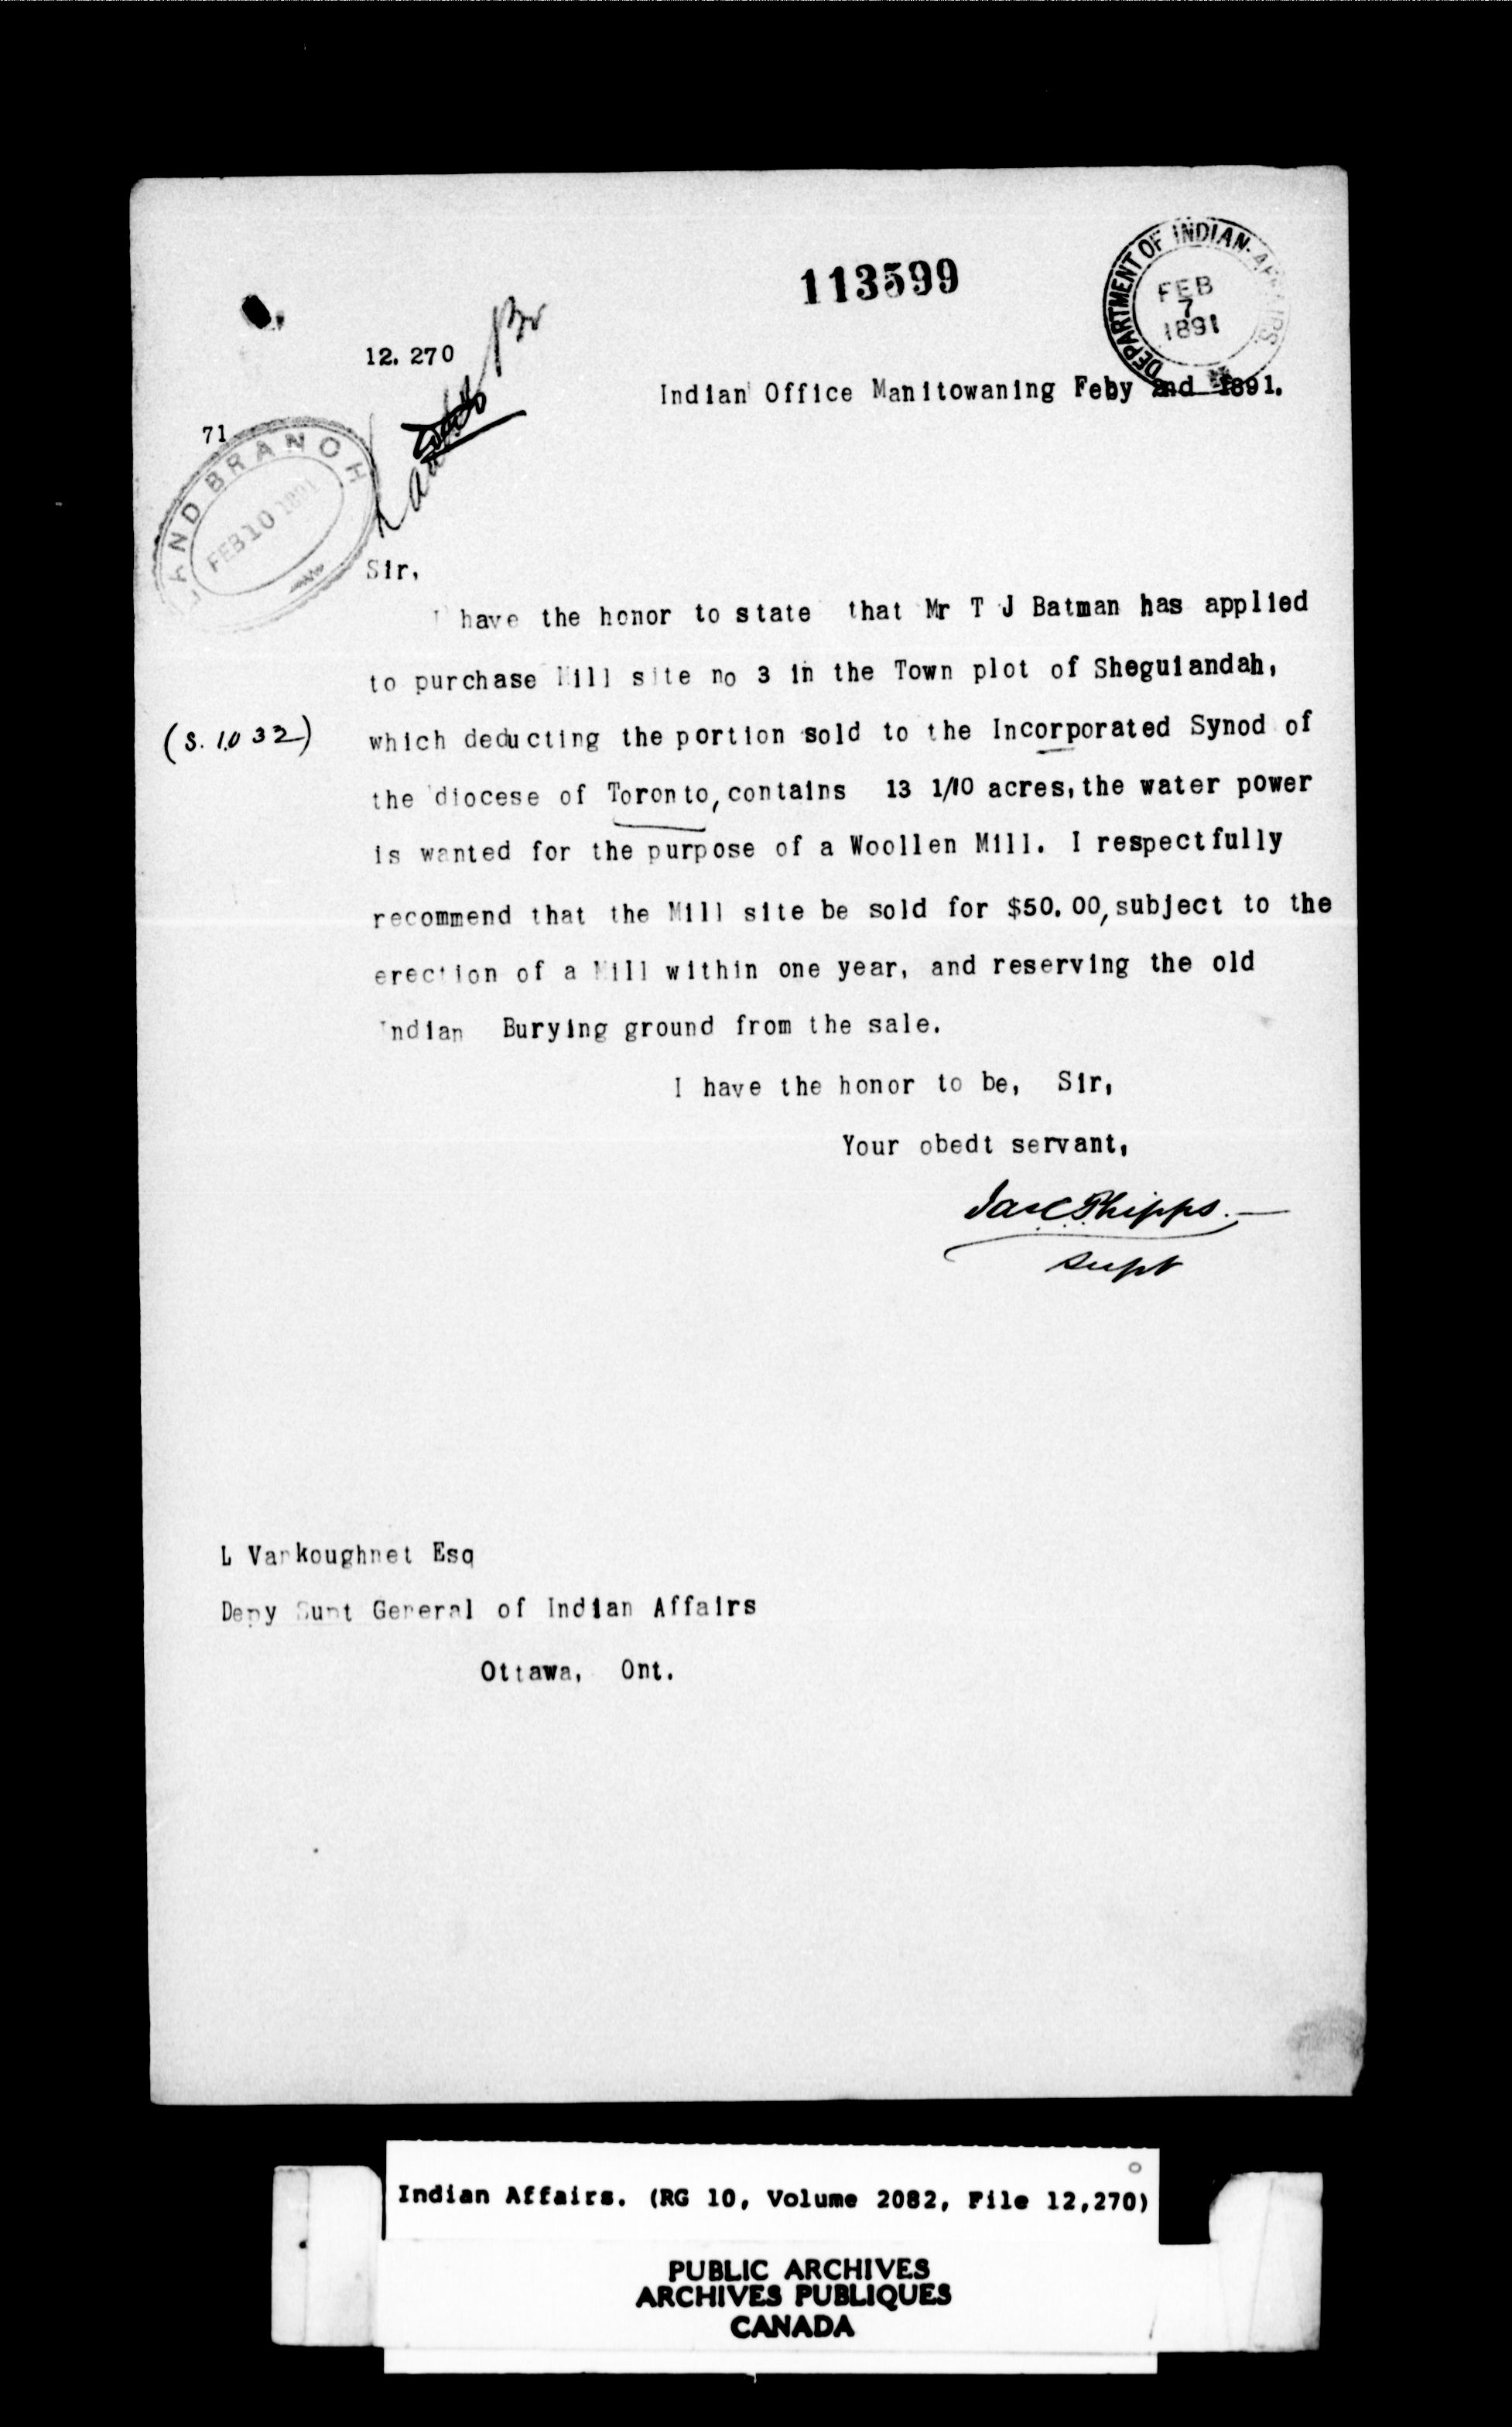 113599
DEPARTMENT OF INDIAN AFFAIRS.
FEB
7
1891
12. 270
Indian Office Manitowaning Feby 2nd 1891.
71
LAND BRANCH
FEB 10 1891
Sir,
I have the honor to state that Mr T J Batman has applied
to purchase Mill site no 3 in the Town plot of Sheguiandah,
(S. 1032)
which deducting the portion sold to the Incorporated Synod of
the diocese of Toronto, contains 13 1/10 acres, the water power
is wanted for the purpose of a Woollen Mill. I respectfully
recommend that the Mill site be sold for $50.00, subject to the
erection of a Mill within one year, and reserving the old
Indian Burying ground from the sale.
I have the honor to be, Sir,
Your obedt servant,
Jas C Phipps.
Supt
L Vankoughnet Esq
Depy Supt General of Indian Affairs
Ottawa, Ont.
Indian Affairs. (RG 10, Volume 2082, File 12,270)
PUBLIC ARCHIVES
ARCHIVES PUBLIQUES
CANADA